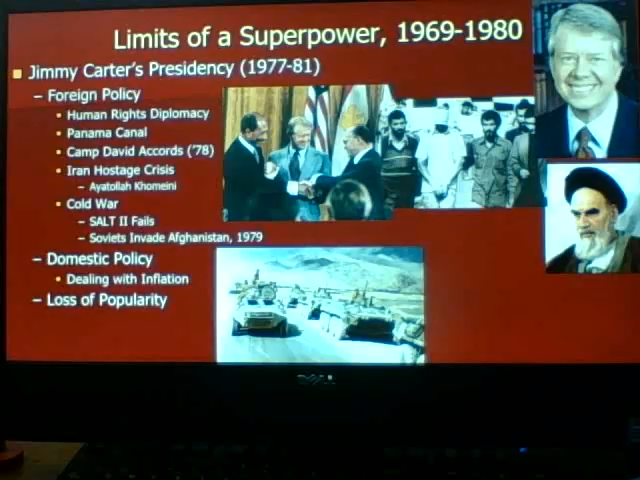 Limits of a Superpower, 1969-1980
Jimmy Carter's Presidency (1977-81)
– Foreign Policy
• Human Rights Diplomacy
• Panama Canal
• Camp David Accords ('78)
• Iran Hostage Crisis
– Ayatollah Khomeini
• Cold War
– SALT II Fails
– Soviets Invade Afghanistan, 1979
– Domestic Policy
• Dealing with Inflation
– Loss of Popularity
DELL